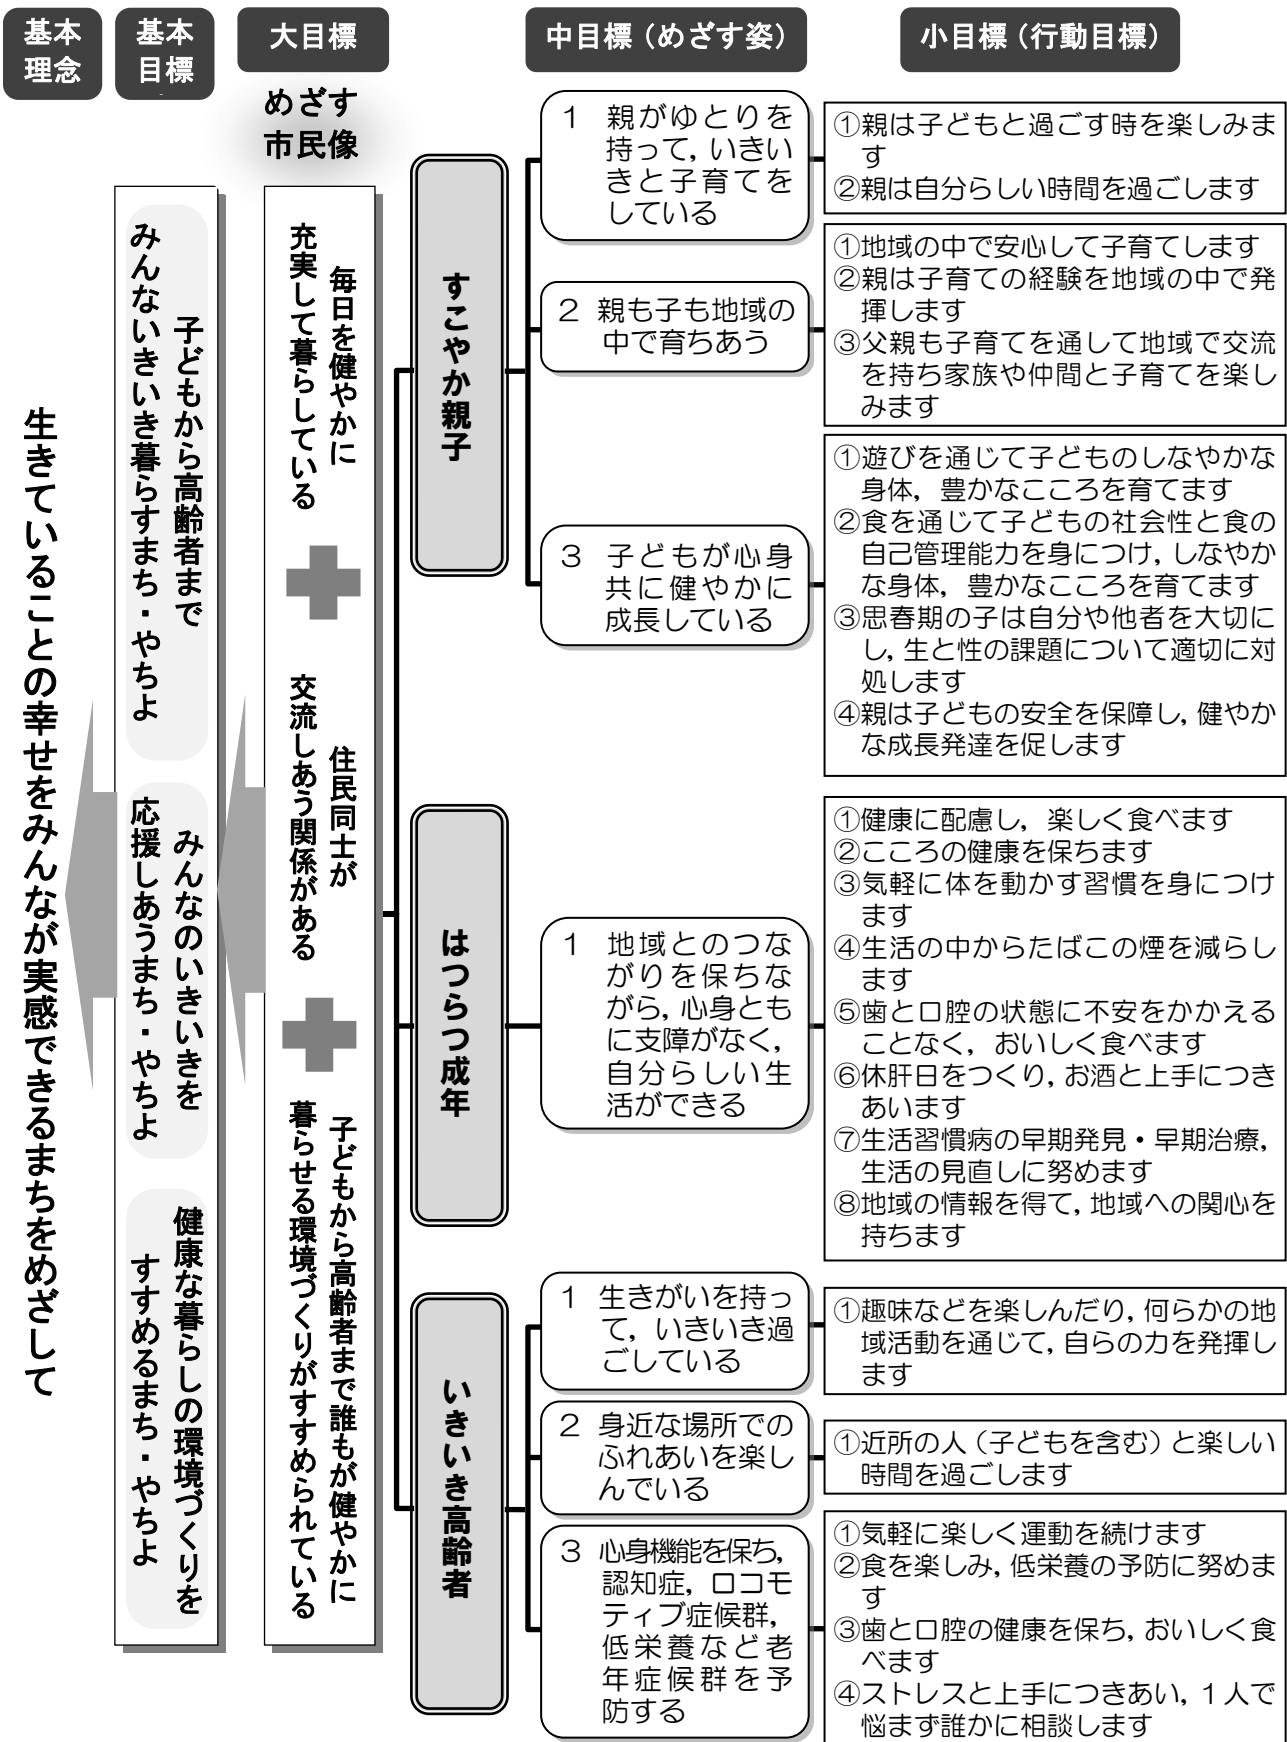 基本
理念
基本
目標
大目標
中目標（めざす姿）
小目標（行動目標）
めざす
市民像
生きていることの幸せをみんなが実感できるまちをめざして
子どもから高齢者まで
みんないきいき暮らすまち・やちよ
みんなのいきいきを
応援しあうまち・やちよ
健康な暮らしの環境づくりを
すすめるまち・やちよ
毎日を健やかに
充実して暮らしている
住民同士が
交流しあう関係がある
子どもから高齢者まで誰もが健やかに
暮らせる環境づくりがすすめられている
すこやか親子
1 親がゆとりを
持って，いきい
きと子育てを
している
①親は子どもと過ごす時を楽しみま
す
②親は自分らしい時間を過ごします
2 親も子も地域の
中で育ちあう
①地域の中で安心して子育てします
②親は子育ての経験を地域の中で発
揮します
③父親も子育てを通して地域で交流
を持ち家族や仲間と子育てを楽し
みます
3 子どもが心身
共に健やかに
成長している
①遊びを通じて子どものしなやかな
身体，豊かなこころを育てます
②食を通じて子どもの社会性と食の
自己管理能力を身につけ，しなやか
な身体，豊かなこころを育てます
③思春期の子は自分や他者を大切に
し，生と性の課題について適切に対
処します
④親は子どもの安全を保障し，健やか
な成長発達を促します
はつらつ成年
1 地域とのつな
がりを保ちな
がら，心身とも
に支障がなく，
自分らしい生
活ができる
①健康に配慮し，楽しく食べます
②こころの健康を保ちます
③気軽に体を動かす習慣を身につけ
ます
④生活の中からたばこの煙を減らし
ます
⑤歯と口腔の状態に不安をかかえる
ことなく，おいしく食べます
⑥休肝日をつくり，お酒と上手につき
あいます
⑦生活習慣病の早期発見・早期治療，
生活の見直しに努めます
⑧地域の情報を得て，地域への関心を
持ちます
いきいき高齢者
1 生きがいを持っ
て，いきいき過
ごしている
①趣味などを楽しんだり，何らかの地
域活動を通じて，自らの力を発揮し
ます
2 身近な場所での
ふれあいを楽し
んでいる
①近所の人（子どもを含む）と楽しい
時間を過ごします
3 心身機能を保ち，
認知症，ロコモ
ティブ症候群，
低栄養など老
年症候群を予
防する
①気軽に楽しく運動を続けます
②食を楽しみ，低栄養の予防に努めま
す
③歯と口腔の健康を保ち，おいしく食
べます
④ストレスと上手につきあい，1人で
悩まず誰かに相談します